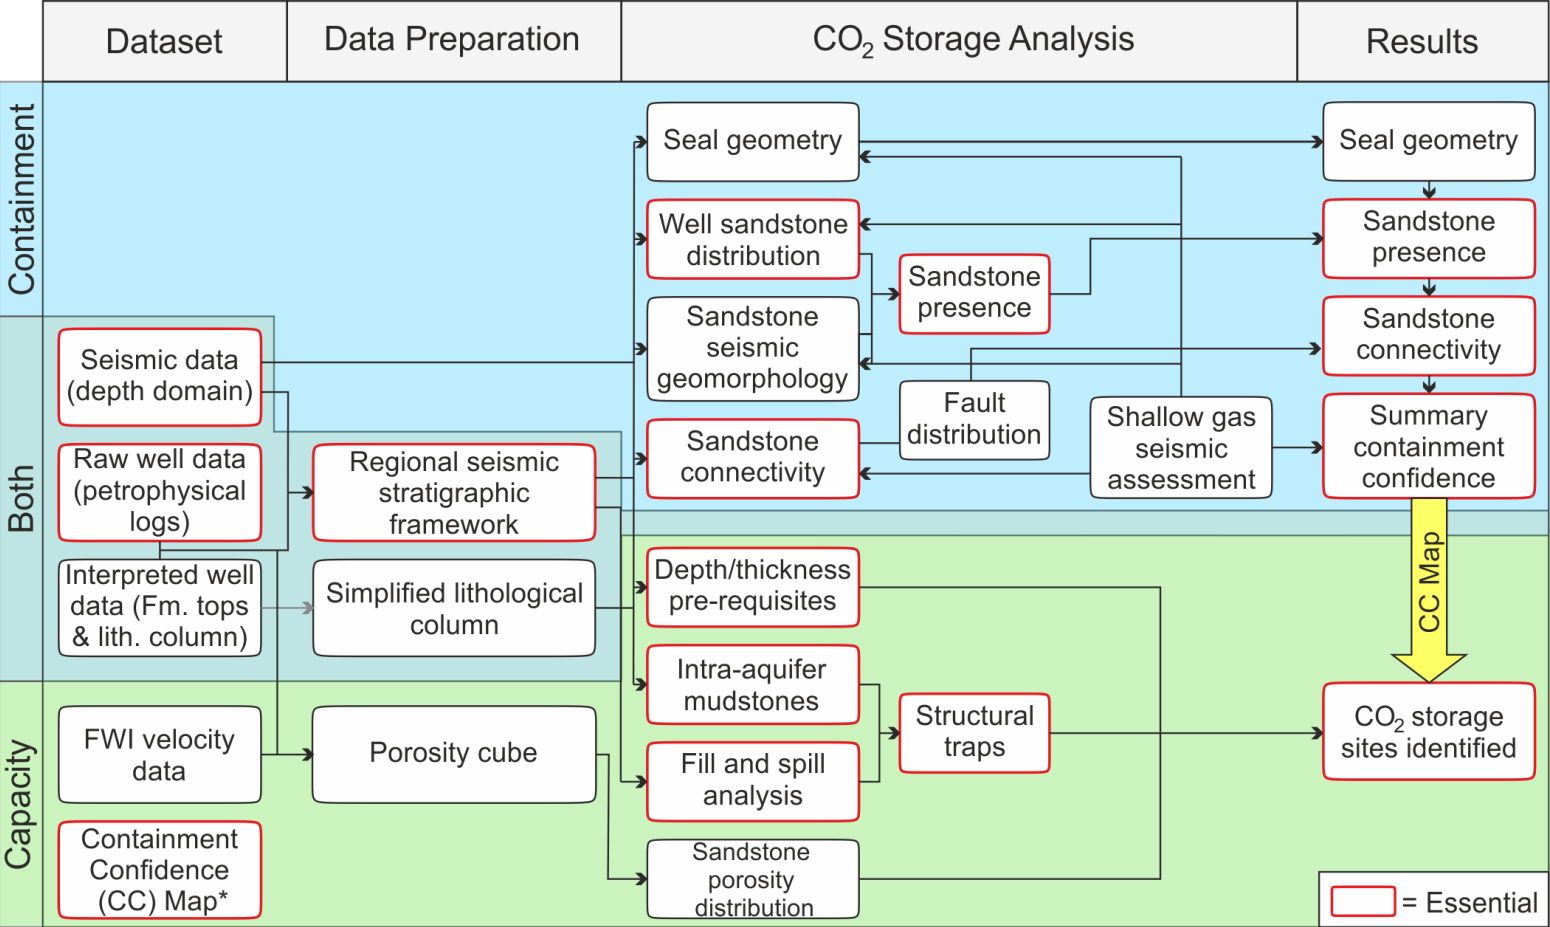 Dataset
Data Preparation
CO₂ Storage Analysis
Results
Containment
Both
Capacity
Seismic data
(depth domain)
Raw well data
(petrophysical
logs)
Interpreted well
data (Fm. tops
& lith. column)
FWI velocity
data
Containment
Confidence
(CC) Map*
Regional seismic
stratigraphic
framework
Simplified lithological
column
Porosity cube
Seal geometry
Well sandstone
distribution
Sandstone
seismic
geomorphology
Sandstone
connectivity
Sandstone
presence
Fault
distribution
Shallow gas
seismic
assessment
Depth/thickness
pre-requisites
Intra-aquifer
mudstones
Fill and spill
analysis
Sandstone
porosity
distribution
Structural
traps
Seal geometry
Sandstone
presence
Sandstone
connectivity
Summary
containment
confidence
CC Map
CO₂ storage
sites identified
= Essential